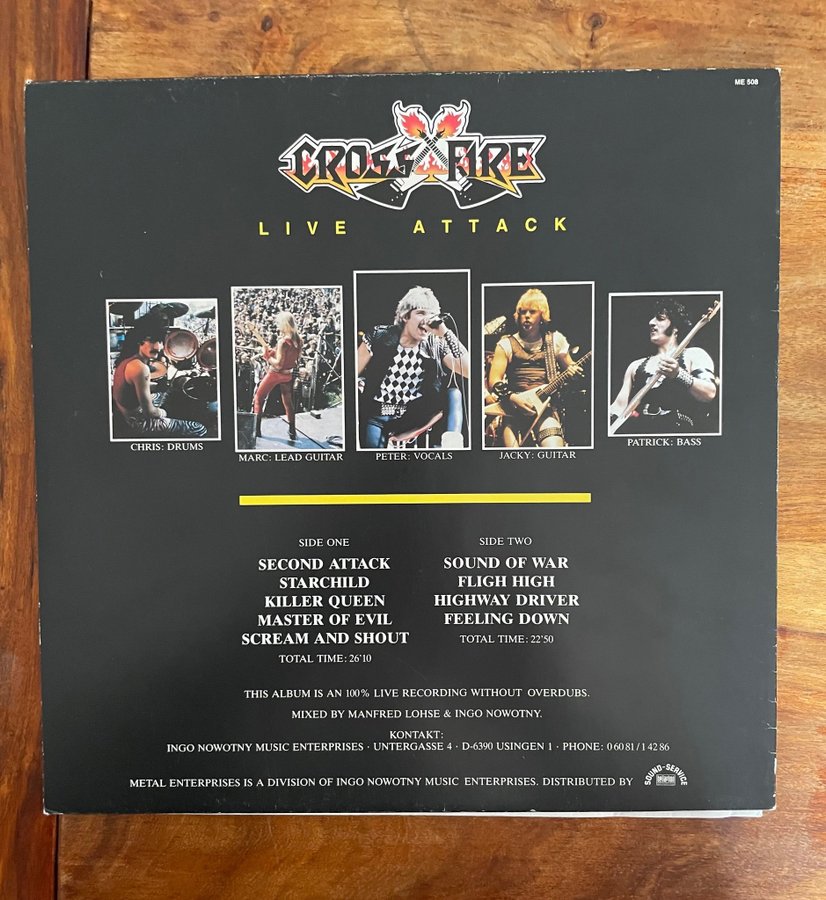 ME 508
CROSS FIRE
LIVE ATTACK
CHRIS: DRUMS
MARC: LEAD GUITAR
PETER: VOCALS
JACKY: GUITAR
PATRICK: BASS
SIDE ONE
SECOND ATTACK
STARCHILD
KILLER QUEEN
MASTER OF EVIL
SCREAM AND SHOUT
TOTAL TIME: 26'10
SIDE TWO
SOUND OF WAR
FLIGH HIGH
HIGHWAY DRIVER
FEELING DOWN
TOTAL TIME: 22'50
THIS ALBUM IS AN 100% LIVE RECORDING WITHOUT OVERDUBS.
MIXED BY MANFRED LOHSE & INGO NOWOTNY.
KONTAKT:
INGO NOWOTNY MUSIC ENTERPRISES · UNTERGASSE 4 · D-6390 USINGEN 1 · PHONE: 0 60 81 / 1 42 86
METAL ENTERPRISES IS A DIVISION OF INGO NOWOTNY MUSIC ENTERPRISES. DISTRIBUTED BY
SOUND-SERVICE